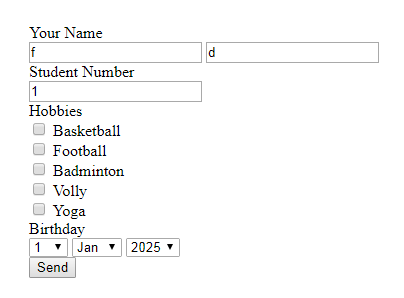 Your Name
f d
Student Number
1
Hobbies
Basketball
Football
Badminton
Volly
Yoga
Birthday
1 Jan 2025
Send